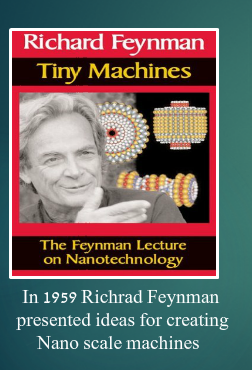 Richard Feynman
Tiny Machines
The Feynman Lecture
on Nanotechnology
In 1959 Richrad Feynman
presented ideas for creating
Nano scale machines